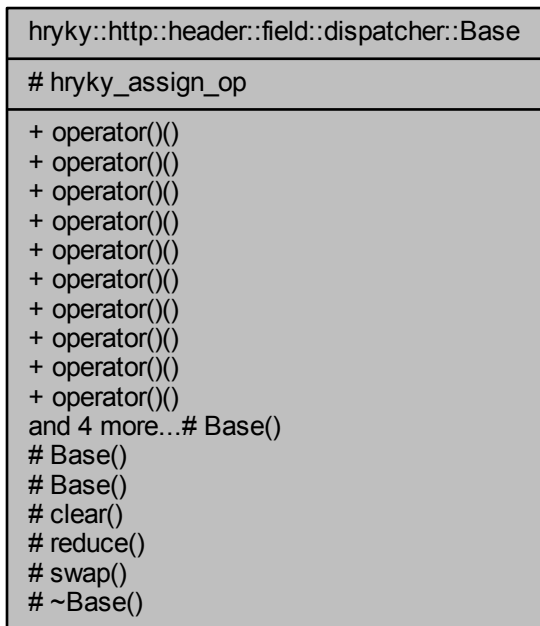 hryky::http::header::field::dispatcher::Base
# hryky_assign_op
+ operator()()
+ operator()()
+ operator()()
+ operator()()
+ operator()()
+ operator()()
+ operator()()
+ operator()()
+ operator()()
+ operator()()
and 4 more...# Base()
# Base()
# Base()
# clear()
# reduce()
# swap()
# ~Base()